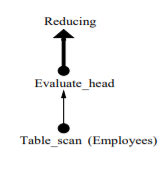 Reducing
Evaluate_head
Table_scan (Employees)